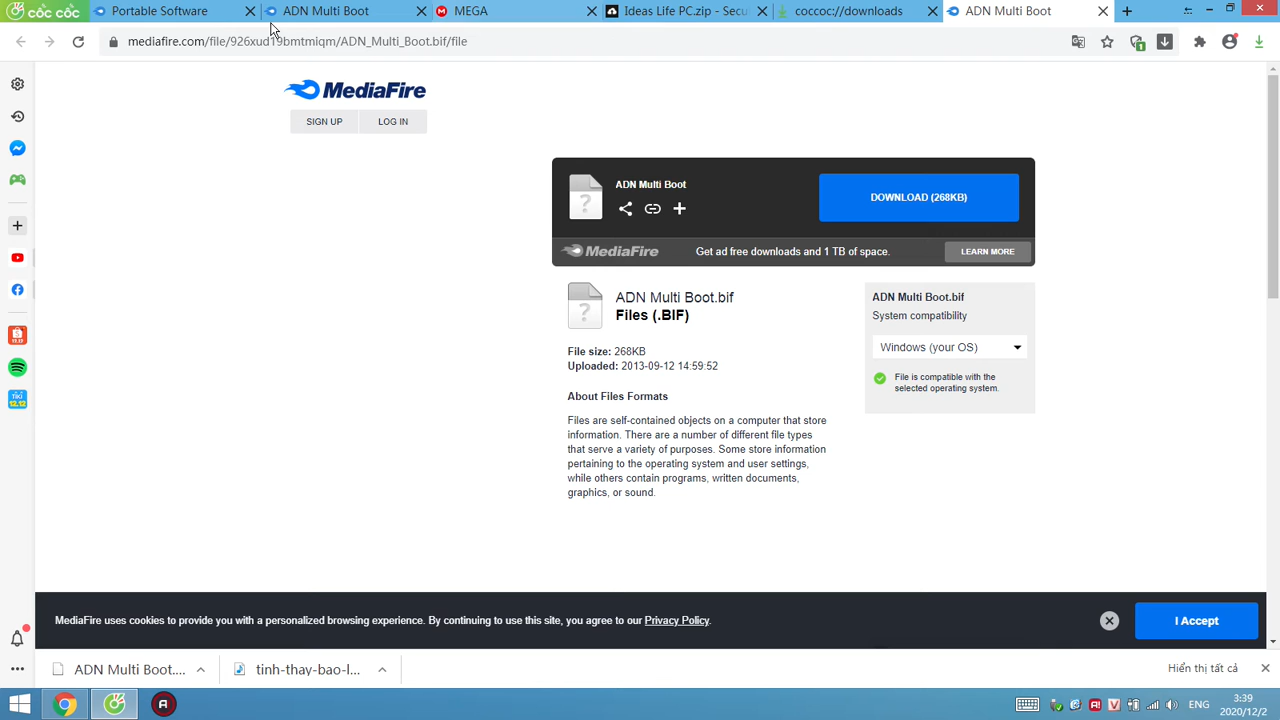 cốc cốc
Portable Software
ADN Multi Boot
MEGA
Ideas Life PC.zip - Secu
coccoc://downloads
ADN Multi Boot
mediafire.com/file/926xud19bmtmiqm/ADN_Multi_Boot.bif/file
MediaFire
SIGN UP
LOG IN
ADN Multi Boot
DOWNLOAD (268KB)
MediaFire
Get ad free downloads and 1 TB of space.
LEARN MORE
ADN Multi Boot.bif
Files (.BIF)
File size: 268KB
Uploaded: 2013-09-12 14:59:52
About Files Formats
Files are self-contained objects on a computer that store
information. There are a number of different file types
that serve a variety of purposes. Some store information
pertaining to the operating system and user settings,
while others contain programs, written documents,
graphics, or sound.
ADN Multi Boot.bif
System compatibility
Windows (your OS)
File is compatible with the
selected operating system.
MediaFire uses cookies to provide you with a personalized browsing experience. By continuing to use this site, you agree to our Privacy Policy.
I Accept
ADN Multi Boot....
tinh-thay-bao-l...
Hiển thị tất cả
ENG
3:39
2020/12/2